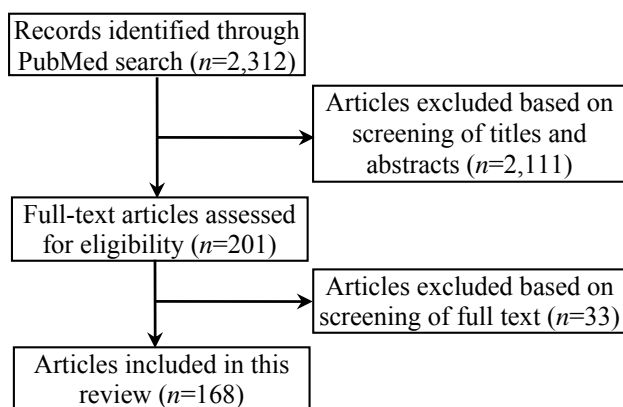 Records identified through
PubMed search (n=2,312)
Articles excluded based on
screening of titles and
abstracts (n=2,111)
Full-text articles assessed
for eligibility (n=201)
Articles excluded based on
screening of full text (n=33)
Articles included in this
review (n=168)